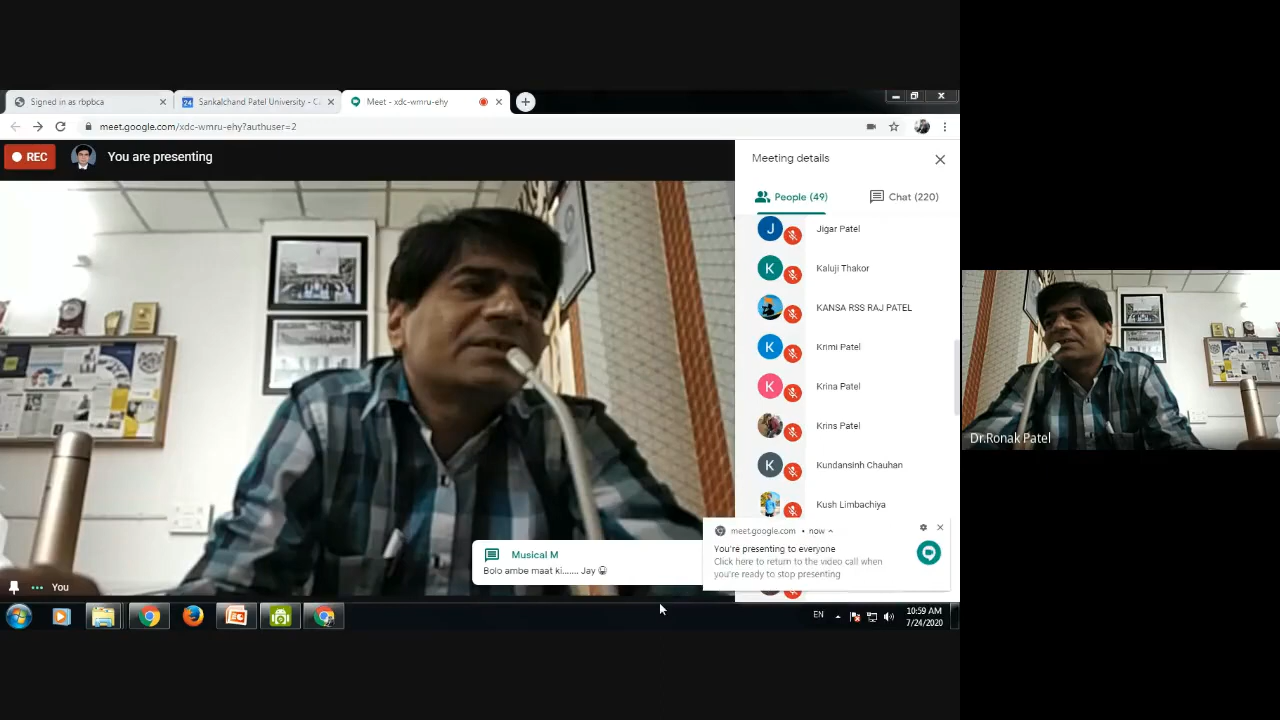 Signed in as rbpbca
24
Sankalchand Patel University - C
Meet - xdc-wmru-ehy
meet.google.com/xdc-wmru-ehy?authuser=2
REC
You are presenting
Meeting details
People (49)
Chat (220)
J
Jigar Patel
K
Kaluji Thakor
KANSA RSS RAJ PATEL
K
Krimi Patel
K
Krina Patel
Krins Patel
K
Kundansinh Chauhan
Kush Limbachiya
meet.google.com • now
You're presenting to everyone
Click here to return to the video call when
you're ready to stop presenting
Musical M
Bolo ambe maat ki....... Jay 😀
You
EN
10:59 AM
7/24/2020
Dr.Ronak Patel